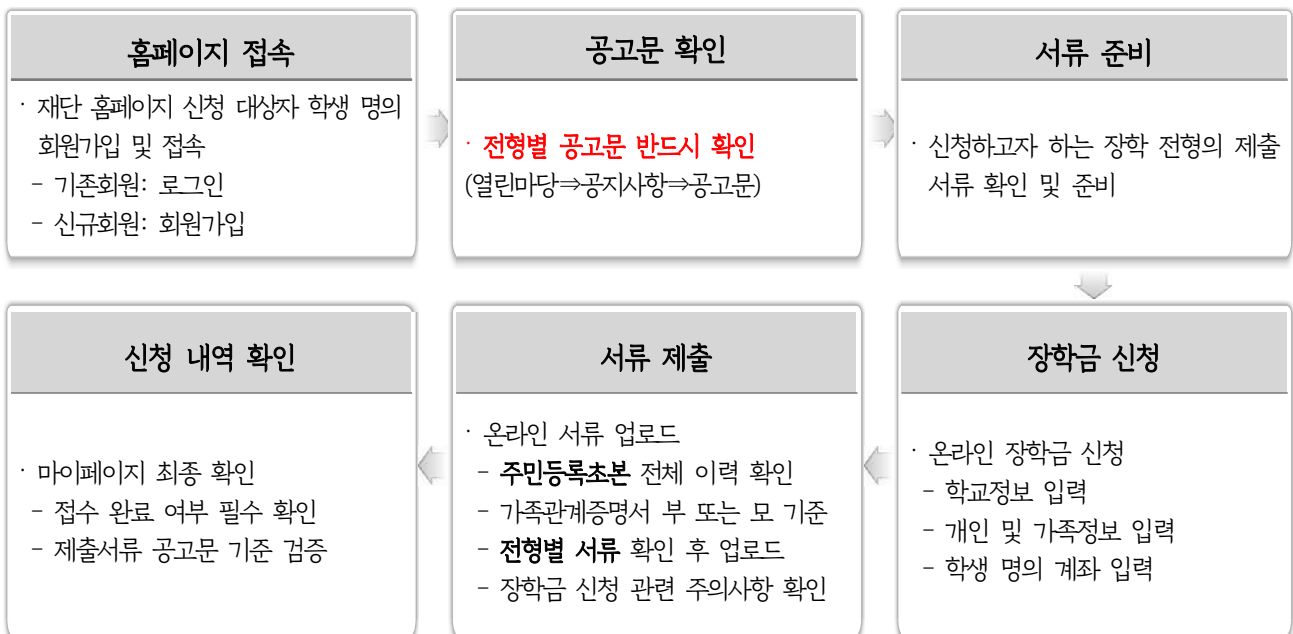 홈페이지 접속
· 재단 홈페이지 신청 대상자 학생 명의
회원가입 및 접속
- 기존회원: 로그인
- 신규회원: 회원가입
공고문 확인
· 전형별 공고문 반드시 확인
(열린마당⇒공지사항⇒공고문)
서류 준비
· 신청하고자 하는 장학 전형의 제출
서류 확인 및 준비
장학금 신청
· 온라인 장학금 신청
- 학교정보 입력
- 개인 및 가족정보 입력
- 학생 명의 계좌 입력
서류 제출
· 온라인 서류 업로드
- 주민등록초본 전체 이력 확인
- 가족관계증명서 부 또는 모 기준
- 전형별 서류 확인 후 업로드
- 장학금 신청 관련 주의사항 확인
신청 내역 확인
· 마이페이지 최종 확인
- 접수 완료 여부 필수 확인
- 제출서류 공고문 기준 검증